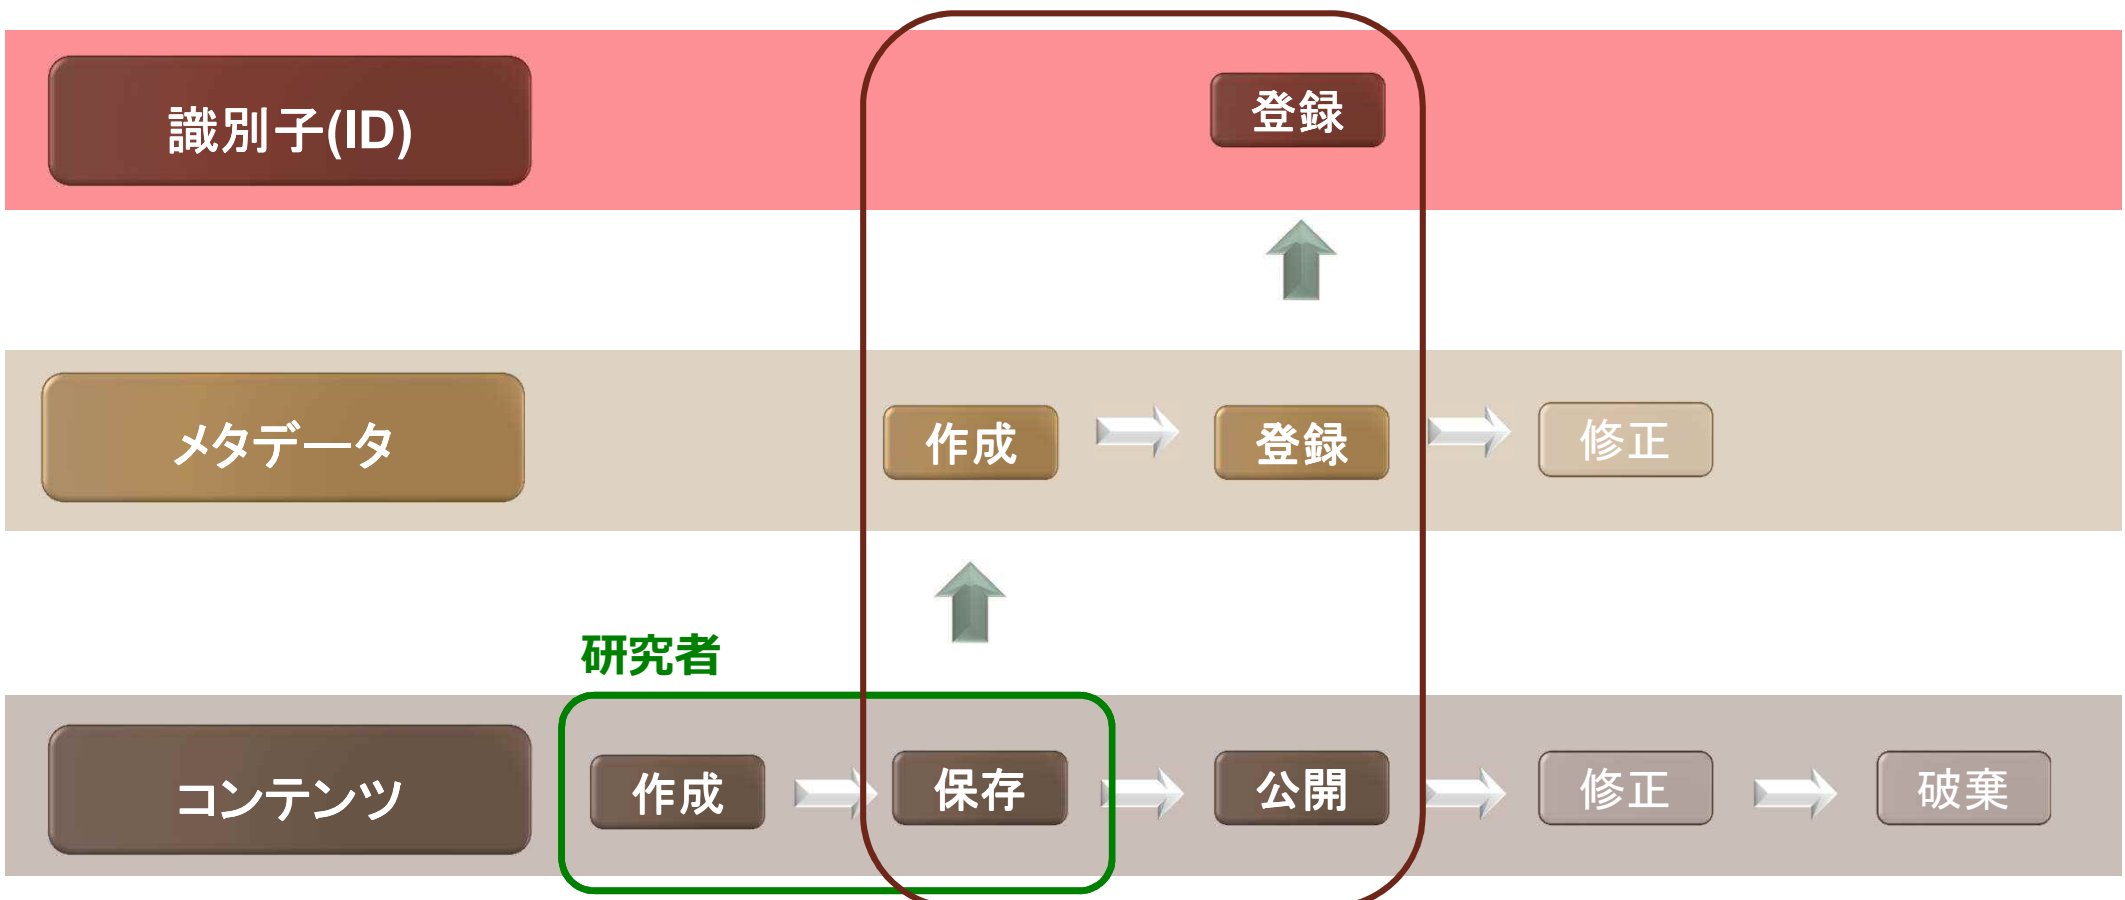 識別子(ID)
登録
メタデータ
作成
登録
修正
研究者
コンテンツ
作成
保存
公開
修正
破棄